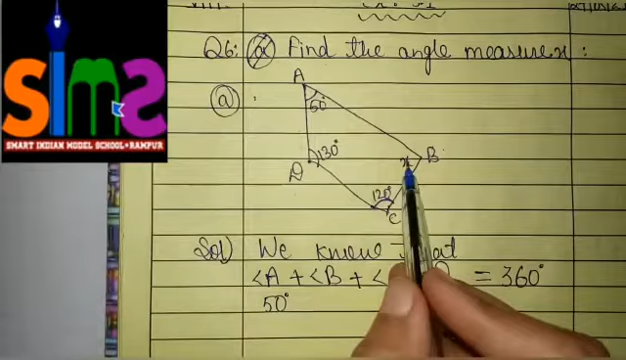 SIMS
SMART INDIAN MODEL SCHOOL•RAMPUR
Q6: a Find the angle measure x :
a
A
50°
130°
x B
D
120°
C
Sol) We know that
<A + <B + < = 360°
50°